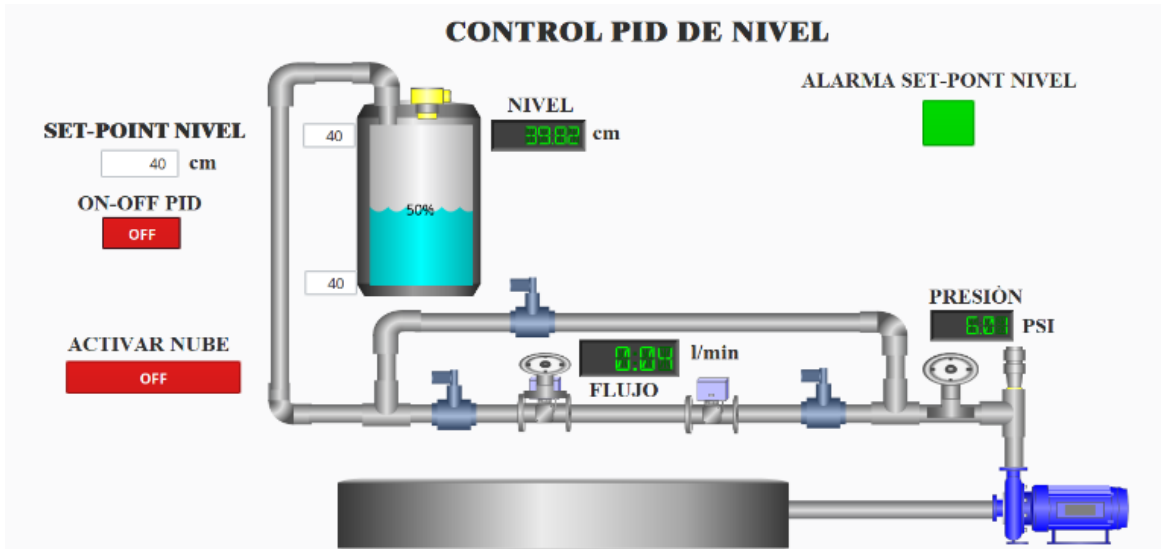 CONTROL PID DE NIVEL
ALARMA SET-PONT NIVEL
NIVEL
40
39.82 cm
SET-POINT NIVEL
40 cm
ON-OFF PID
OFF
50%
40
PRESIÒN
6.01 PSI
ACTIVAR NUBE
OFF
0.04 l/min
FLUJO